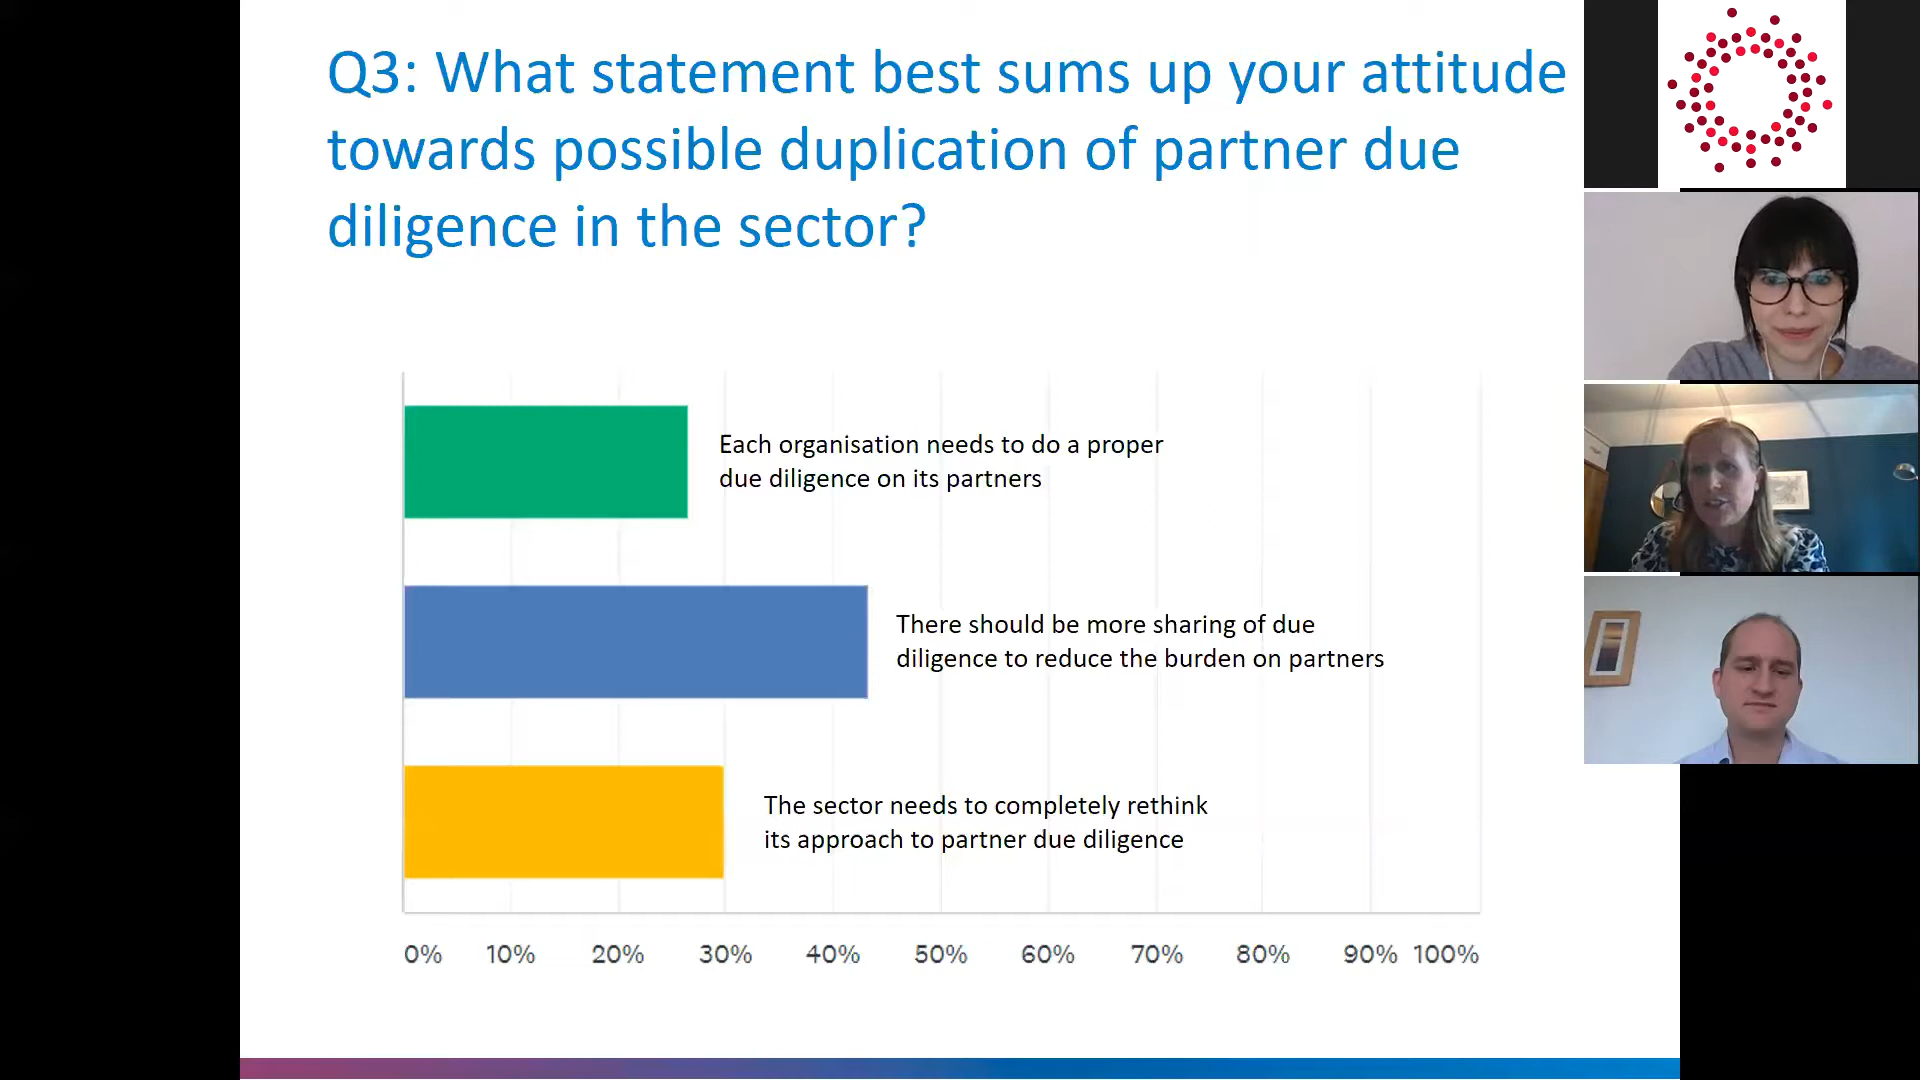 Q3: What statement best sums up your attitude
towards possible duplication of partner due
diligence in the sector?
Each organisation needs to do a proper
due diligence on its partners
There should be more sharing of due
diligence to reduce the burden on partners
The sector needs to completely rethink
its approach to partner due diligence
0% 10% 20% 30% 40% 50% 60% 70% 80% 90% 100%